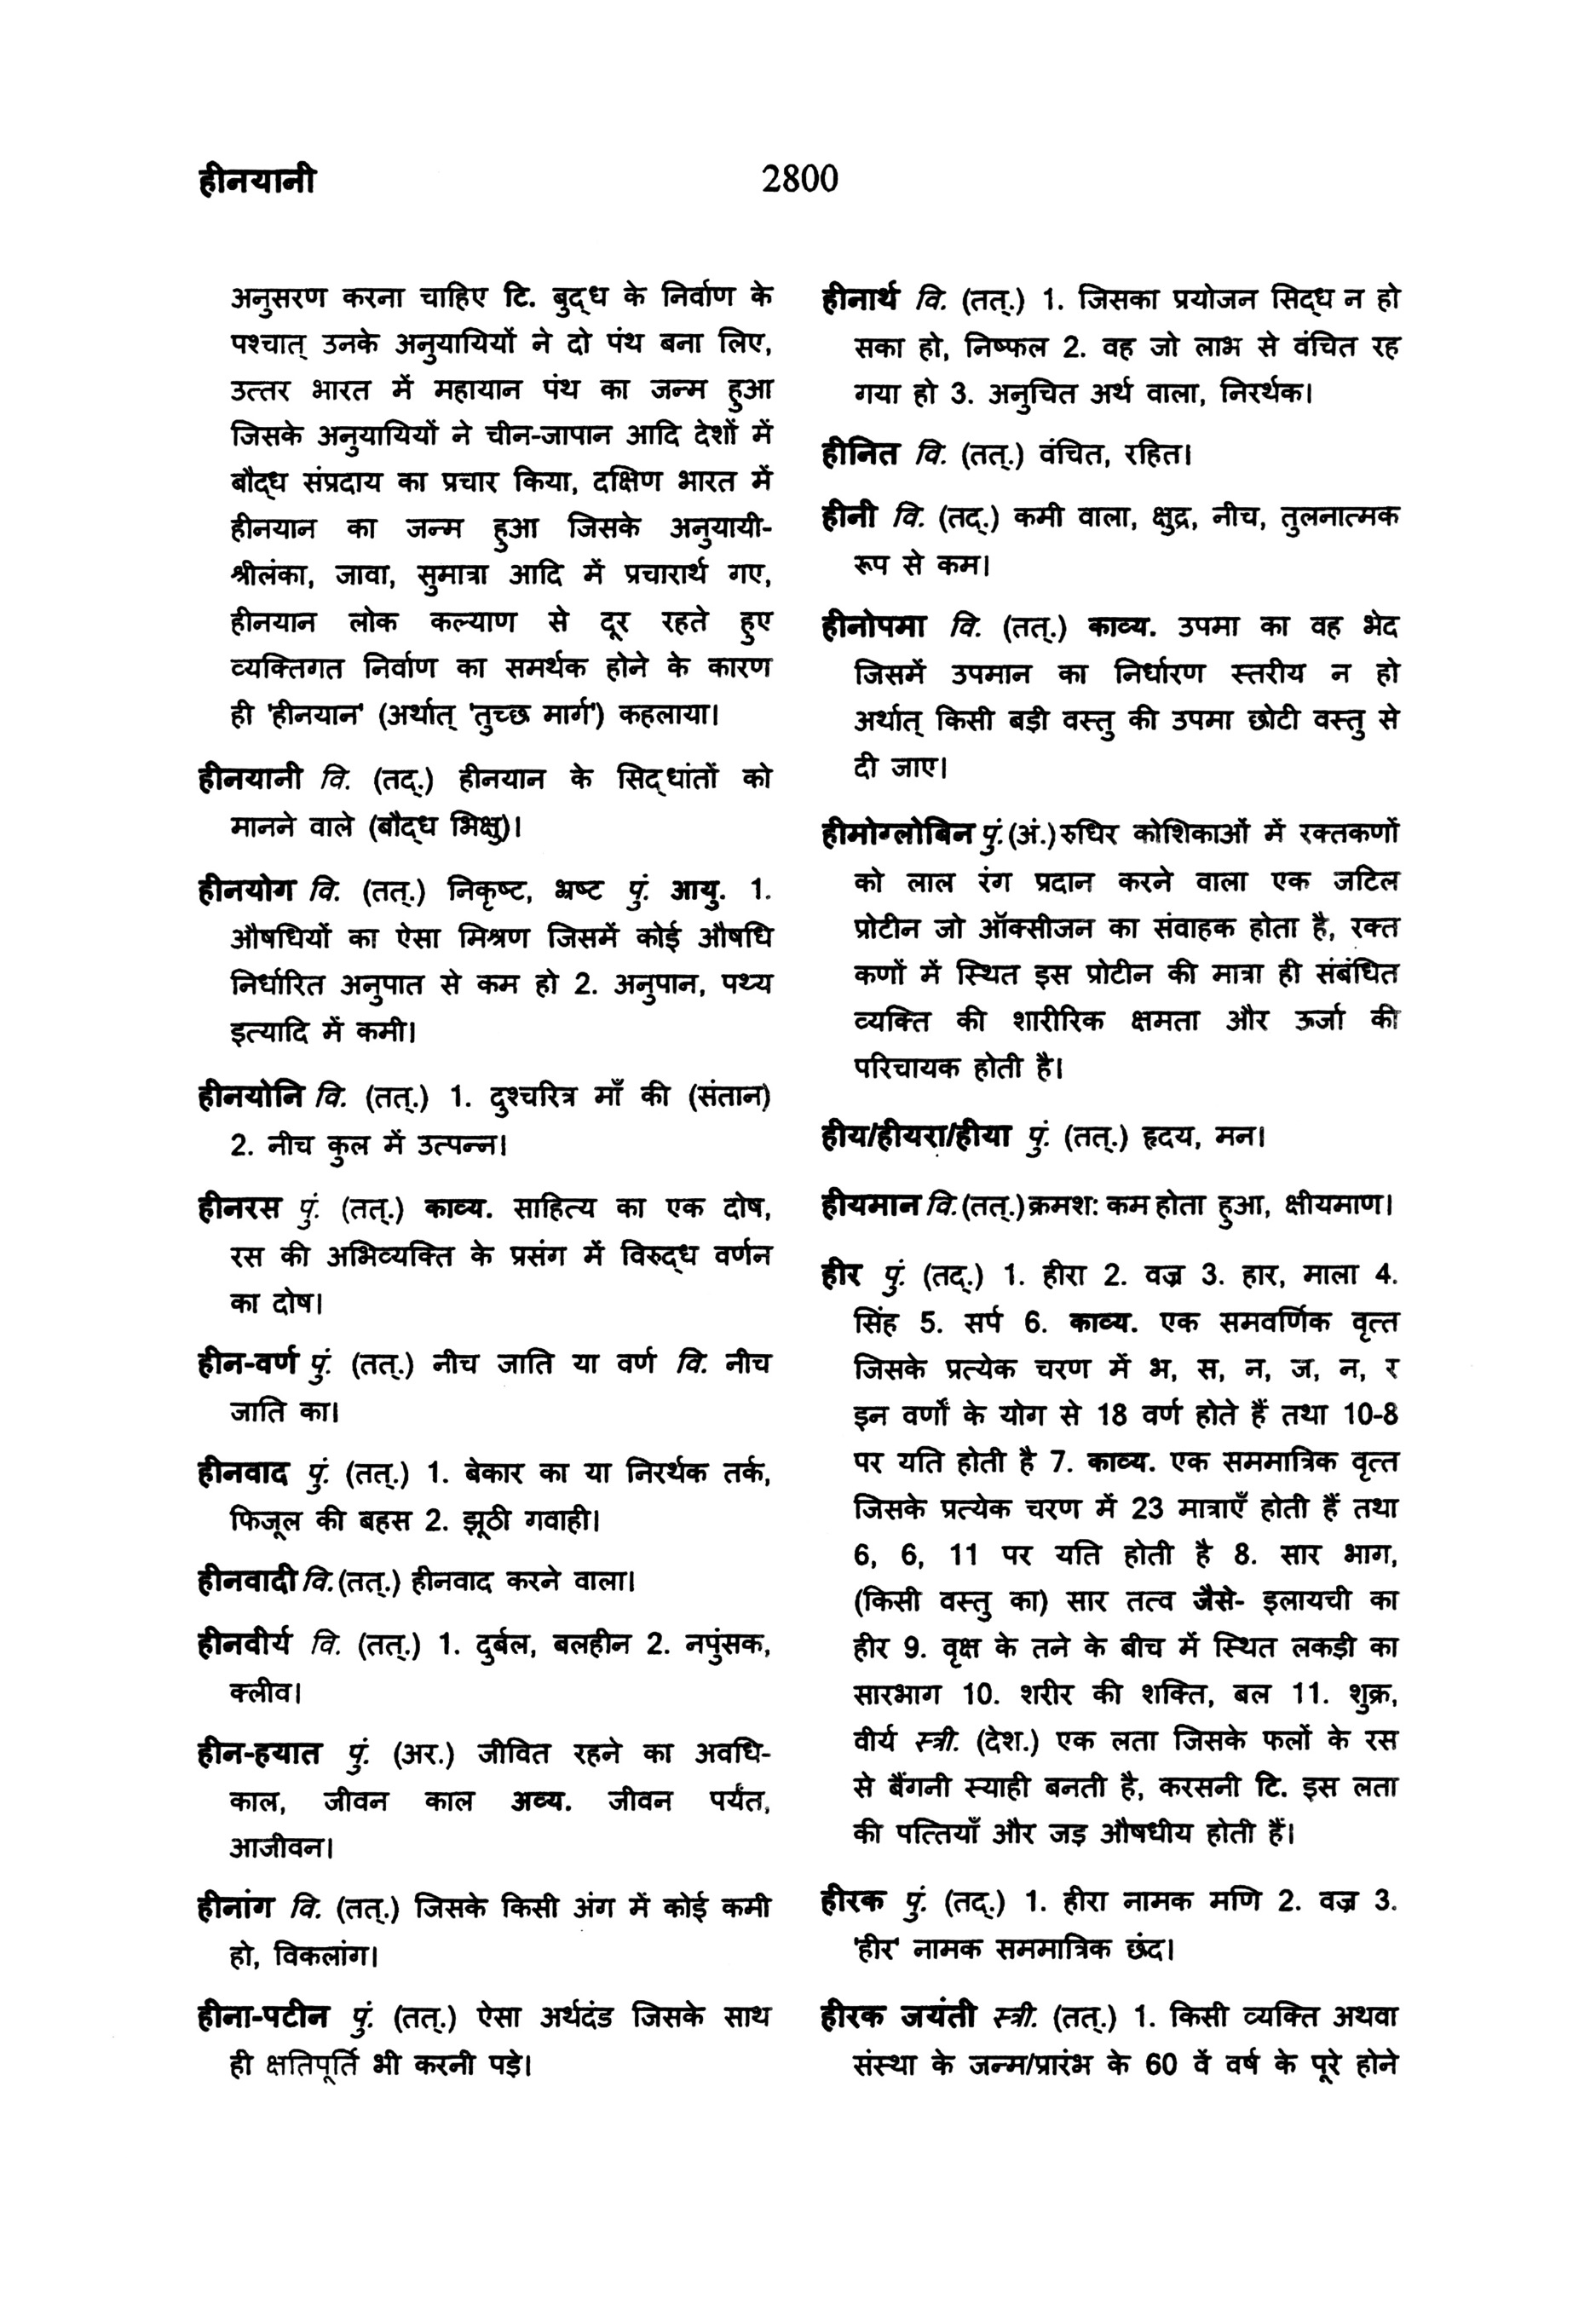 हीनयानी
2800
अनुसरण करना चाहिए टि. बुद्ध के निर्वाण के
पश्चात् उनके अनुयायियों ने दो पंथ बना लिए,
उत्तर भारत में महायान पंथ का जन्म हुआ
जिसके अनुयायियों ने चीन-जापान आदि देशों में
बौद्ध संप्रदाय का प्रचार किया, दक्षिण भारत में
हीनयान का जन्म हुआ जिसके अनुयायी-
श्रीलंका, जावा, सुमात्रा आदि में प्रचारार्थ गए,
हीनयान लोक कल्याण से दूर रहते हुए
व्यक्तिगत निर्वाण का समर्थक होने के कारण
ही 'हीनयान' (अर्थात् 'तुच्छ मार्ग') कहलाया।
हीनयानी वि. (तद्.) हीनयान के सिद्धांतों को
मानने वाले (बौद्ध भिक्षु)।
हीनयोग वि. (तत्.) निकृष्ट, भ्रष्ट पुं. आयु. 1.
औषधियों का ऐसा मिश्रण जिसमें कोई औषधि
निर्धारित अनुपात से कम हो 2. अनुपान, पथ्य
इत्यादि में कमी।
हीनयोनि वि. (तत्.) 1. दुश्चरित्र माँ की (संतान)
2. नीच कुल में उत्पन्न।
हीनरस पुं. (तत्.) काव्य. साहित्य का एक दोष,
रस की अभिव्यक्ति के प्रसंग में विरुद्ध वर्णन
का दोष।
हीन-वर्ण पुं. (तत्.) नीच जाति या वर्ण वि. नीच
जाति का।
हीनवाद पुं. (तत्.) 1. बेकार का या निरर्थक तर्क,
फिजूल की बहस 2. झूठी गवाही।
हीनवादी वि. (तत्.) हीनवाद करने वाला।
हीनवीर्य वि. (तत्.) 1. दुर्बल, बलहीन 2. नपुंसक,
क्लीव।
हीन-हयात पुं. (अर.) जीवित रहने का अवधि-
काल, जीवन काल अव्य. जीवन पर्यंत,
आजीवन।
हीनांग वि. (तत्.) जिसके किसी अंग में कोई कमी
हो, विकलांग।
हीना-पटीन पुं. (तत्.) ऐसा अर्थदंड जिसके साथ
ही क्षतिपूर्ति भी करनी पड़े।
हीनार्थ वि. (तत्.) 1. जिसका प्रयोजन सिद्ध न हो
सका हो, निष्फल 2. वह जो लाभ से वंचित रह
गया हो 3. अनुचित अर्थ वाला, निरर्थक।
हीनित वि. (तत्.) वंचित, रहित।
हीनी वि. (तद्.) कमी वाला, क्षुद्र, नीच, तुलनात्मक
रूप से कम।
हीनोपमा वि. (तत्.) काव्य. उपमा का वह भेद
जिसमें उपमान का निर्धारण स्तरीय न हो
अर्थात् किसी बड़ी वस्तु की उपमा छोटी वस्तु से
दी जाए।
हीमोग्लोबिन पुं. (अं.) रुधिर कोशिकाओं में रक्तकणों
को लाल रंग प्रदान करने वाला एक जटिल
प्रोटीन जो ऑक्सीजन का संवाहक होता है, रक्त
कणों में स्थित इस प्रोटीन की मात्रा ही संबंधित
व्यक्ति की शारीरिक क्षमता और ऊर्जा की
परिचायक होती है।
हीय/हीयरा/हीया पुं. (तत्.) हृदय, मन।
हीयमान वि. (तत्.) क्रमश: कम होता हुआ, क्षीयमाण।
हीर पुं. (तद्.) 1. हीरा 2. वज्र 3. हार, माला 4.
सिंह 5. सर्प 6. काव्य. एक समवर्णिक वृत्त
जिसके प्रत्येक चरण में भ, स, न, ज, न, र
इन वर्णों के योग से 18 वर्ण होते हैं तथा 10-8
पर यति होती है 7. काव्य. एक सममात्रिक वृत्त
जिसके प्रत्येक चरण में 23 मात्राएँ होती हैं तथा
6, 6, 11 पर यति होती है 8. सार भाग,
(किसी वस्तु का) सार तत्व जैसे- इलायची का
हीर 9. वृक्ष के तने के बीच में स्थित लकड़ी का
सारभाग 10. शरीर की शक्ति, बल 11. शुक्र,
वीर्य स्त्री. (देश.) एक लता जिसके फलों के रस
से बैंगनी स्याही बनती है, करसनी टि. इस लता
की पत्तियाँ और जड़ औषधीय होती हैं।
हीरक पुं. (तद्.) 1. हीरा नामक मणि 2. वज्र 3.
'हीर' नामक सममात्रिक छंद।
हीरक जयंती स्त्री. (तत्.) 1. किसी व्यक्ति अथवा
संस्था के जन्म/प्रारंभ के 60 वें वर्ष के पूरे होने